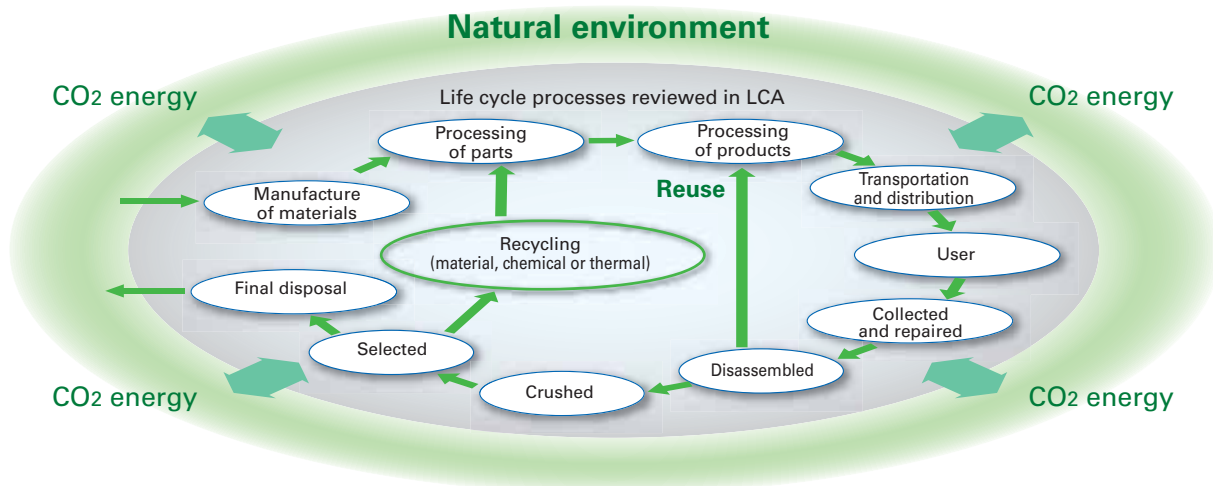 Natural environment
CO2 energy
CO2 energy
Life cycle processes reviewed in LCA
Processing
of parts
Processing
of products
Manufacture
of materials
Reuse
Transportation
and distribution
Recycling
(material, chemical or thermal)
User
Final disposal
Collected
and repaired
Selected
Disassembled
Crushed
CO2 energy
CO2 energy